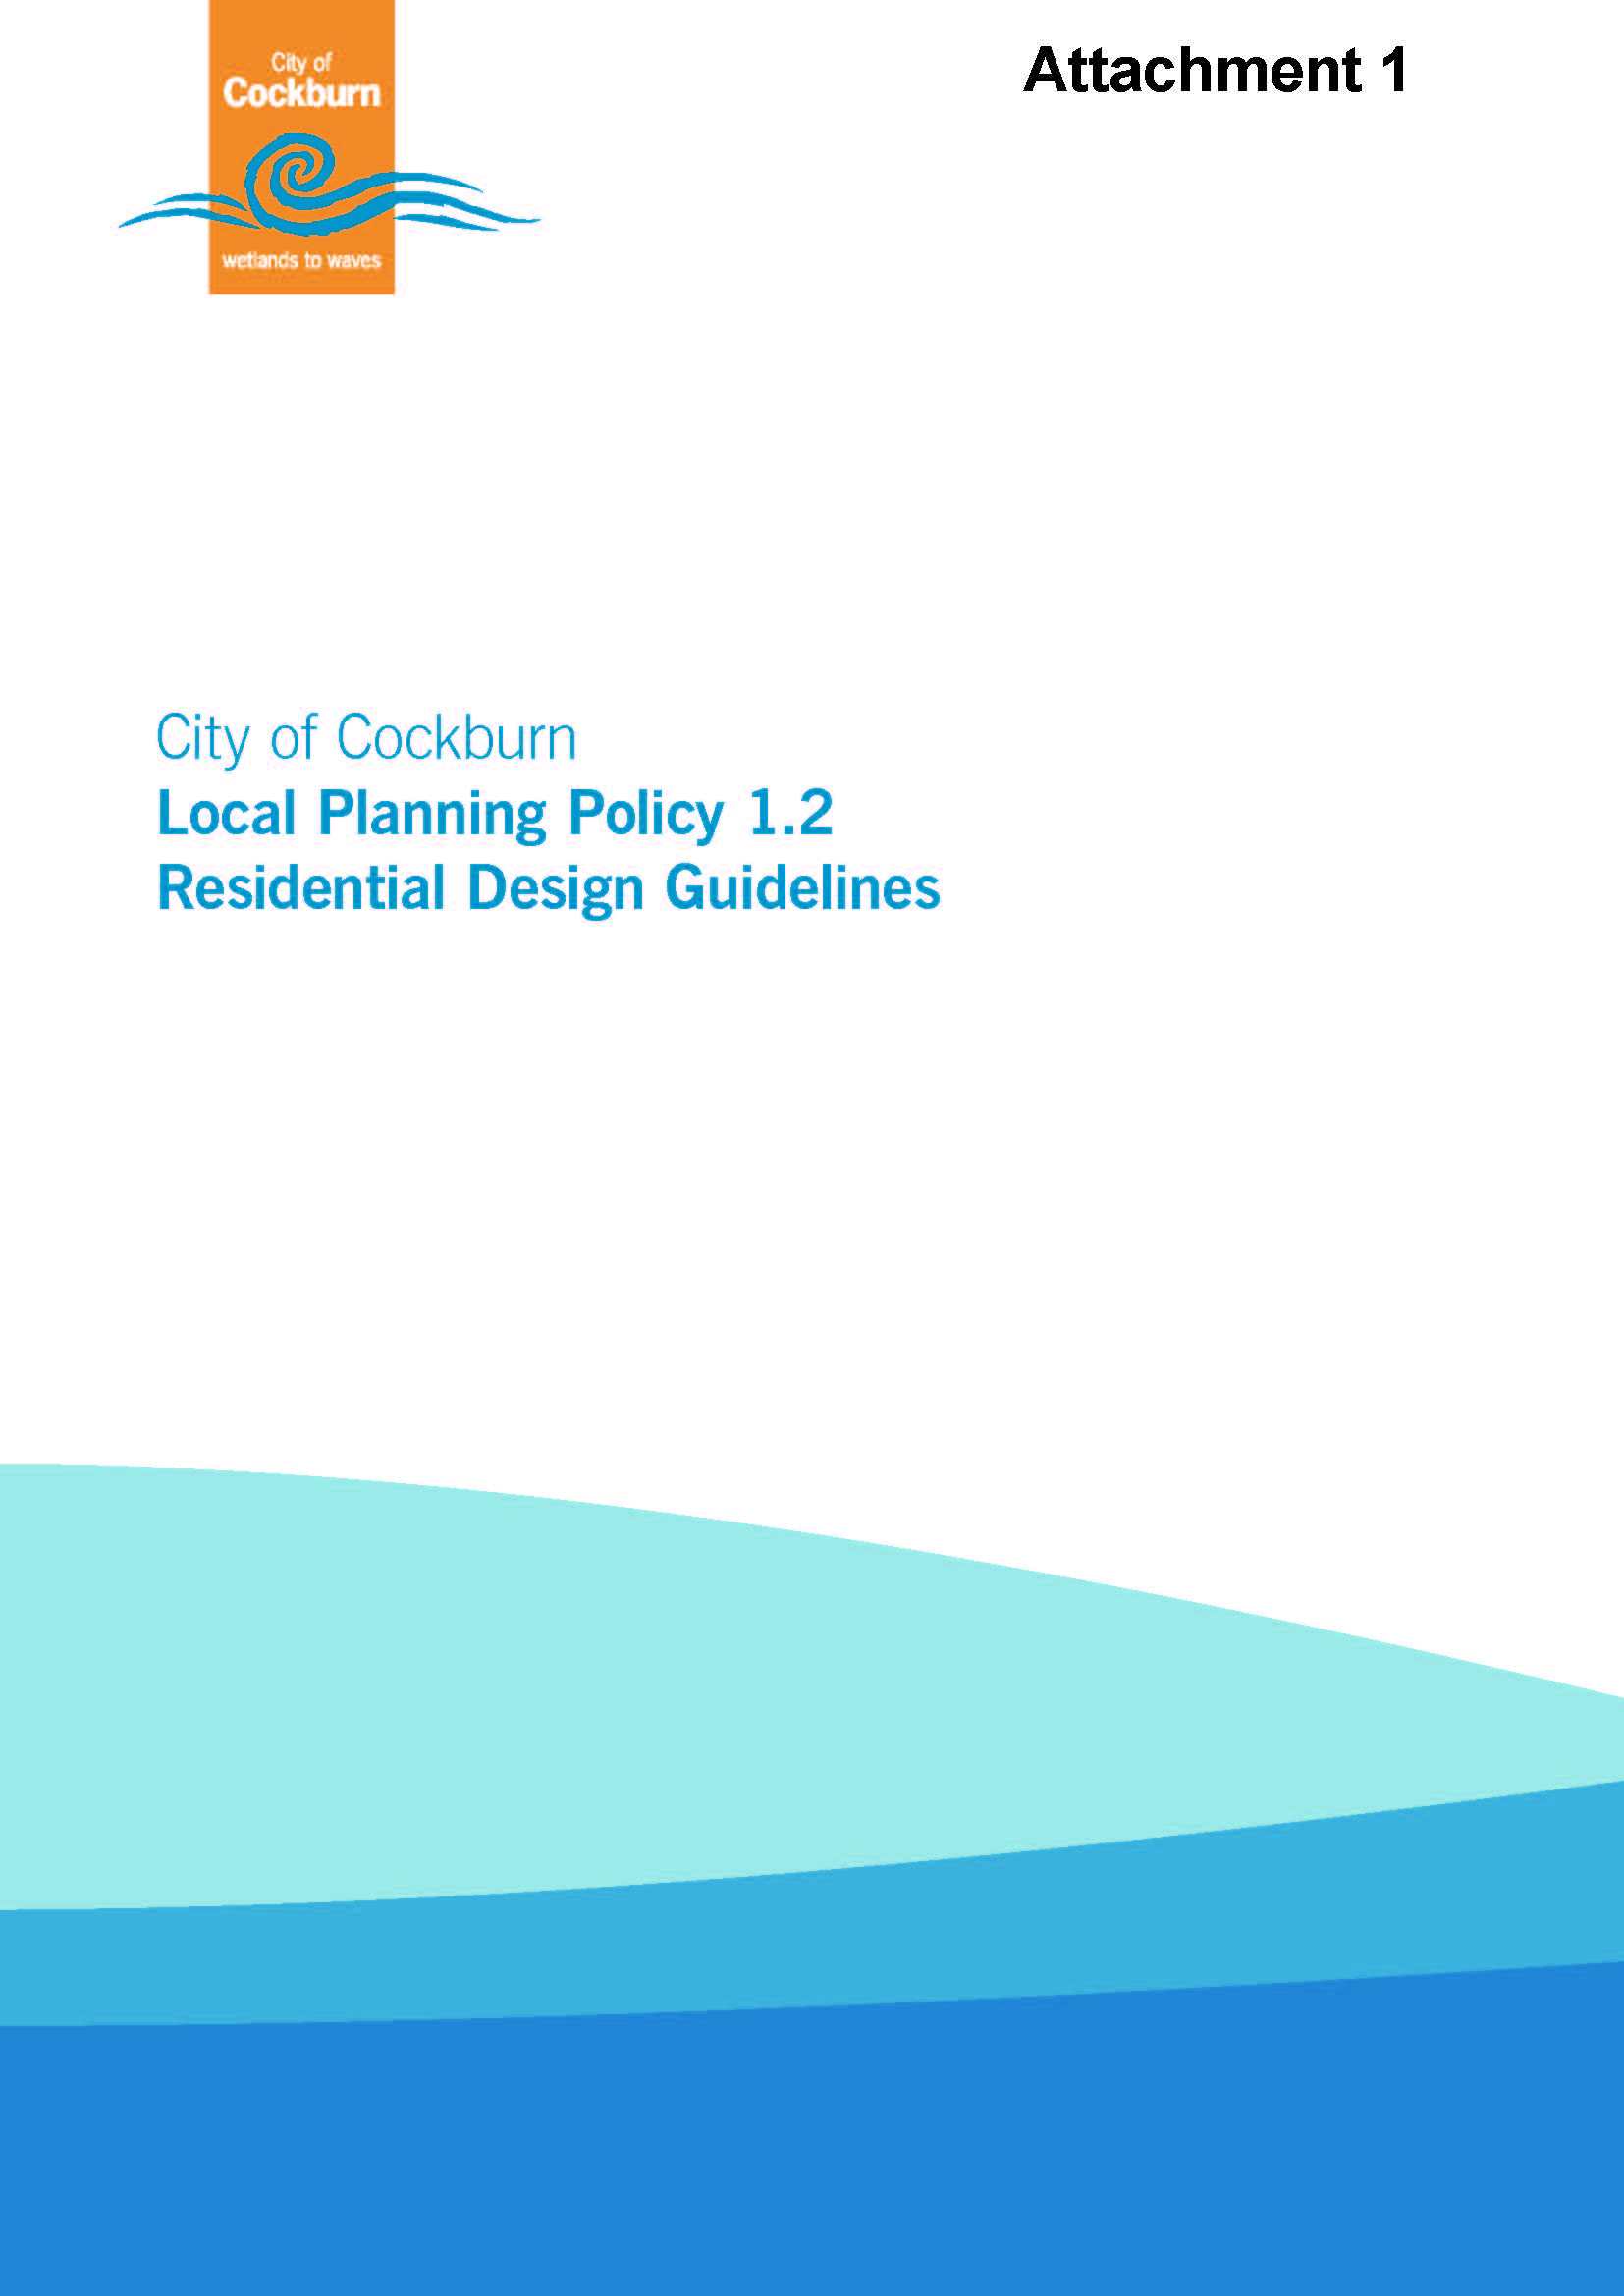 City of
Cockburn
wetlands to waves
Attachment 1
City of Cockburn
Local Planning Policy 1.2
Residential Design Guidelines